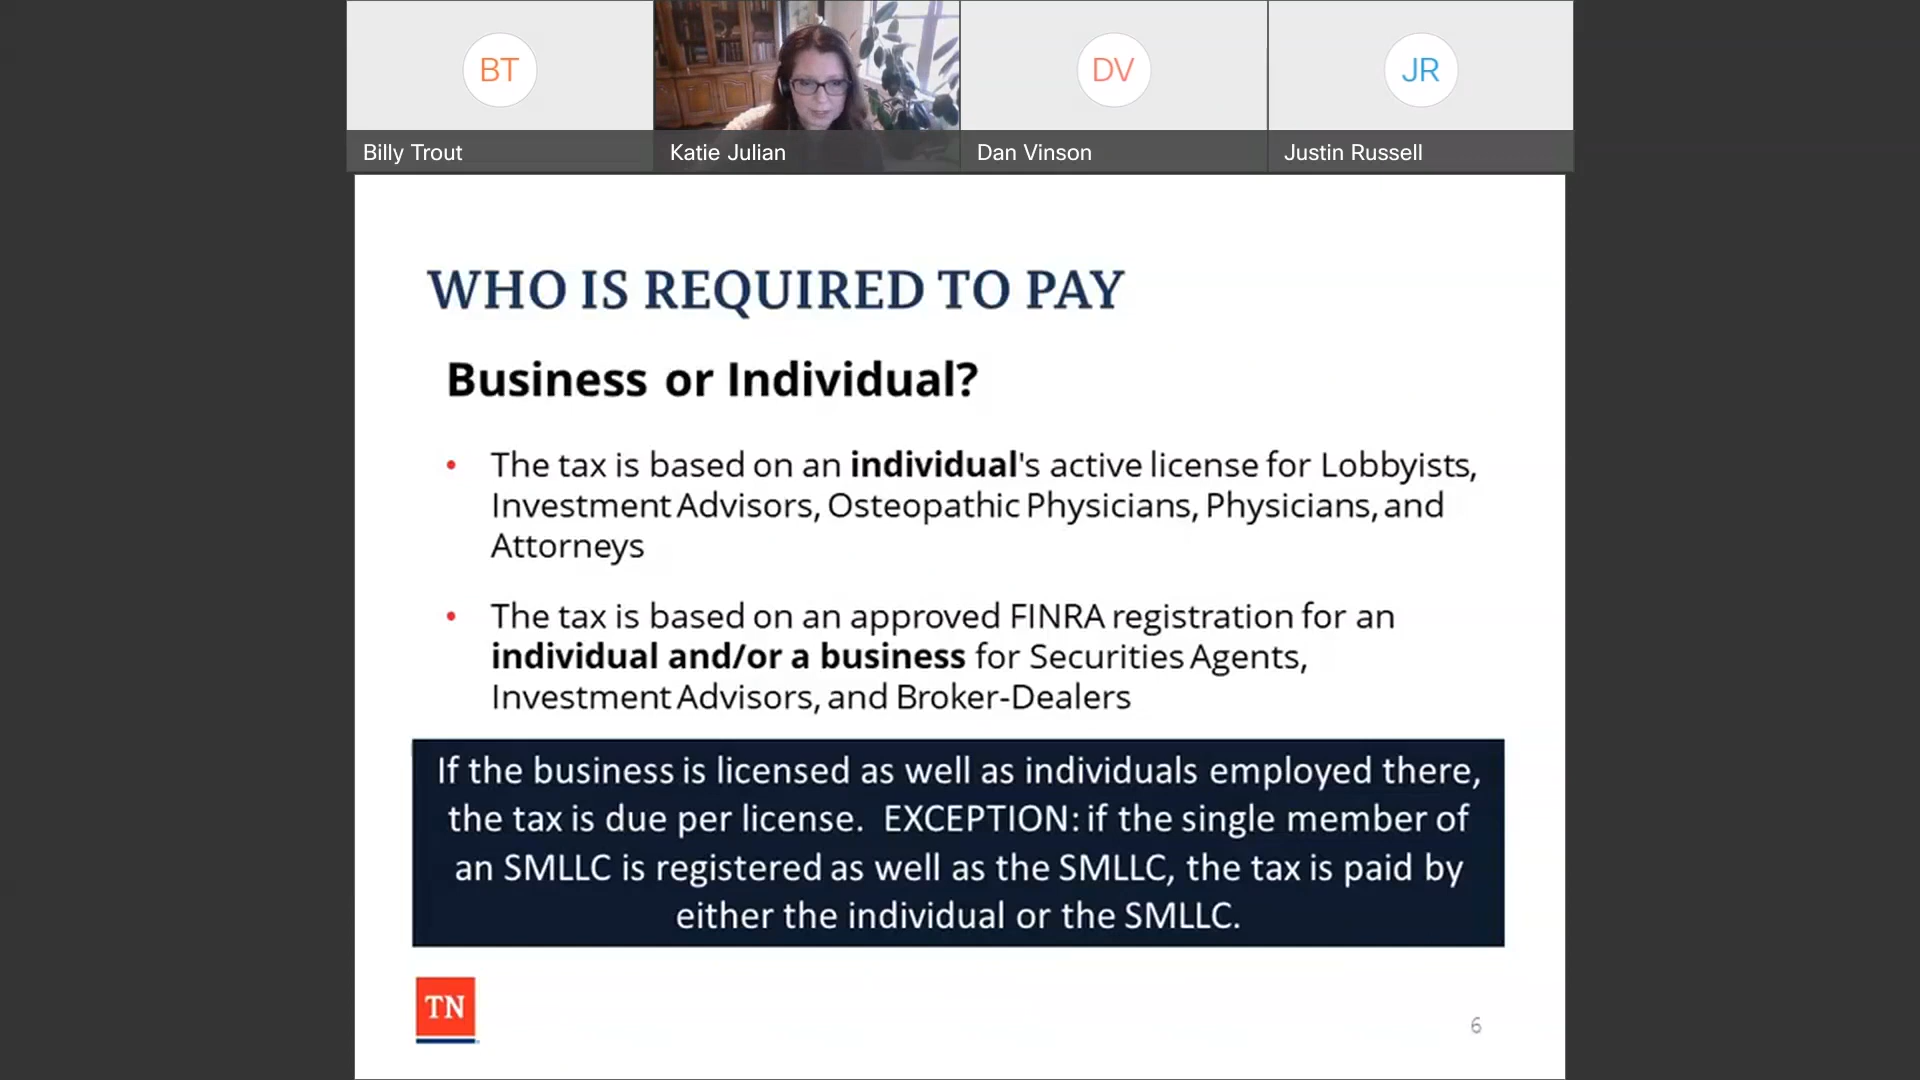 BT
DV
JR
Billy Trout
Katie Julian
Dan Vinson
Justin Russell
WHO IS REQUIRED TO PAY
Business or Individual?
• The tax is based on an individual's active license for Lobbyists,
Investment Advisors, Osteopathic Physicians, Physicians, and
Attorneys
• The tax is based on an approved FINRA registration for an
individual and/or a business for Securities Agents,
Investment Advisors, and Broker-Dealers
If the business is licensed as well as individuals employed there,
the tax is due per license. EXCEPTION: if the single member of
an SMLLC is registered as well as the SMLLC, the tax is paid by
either the individual or the SMLLC.
TN
6